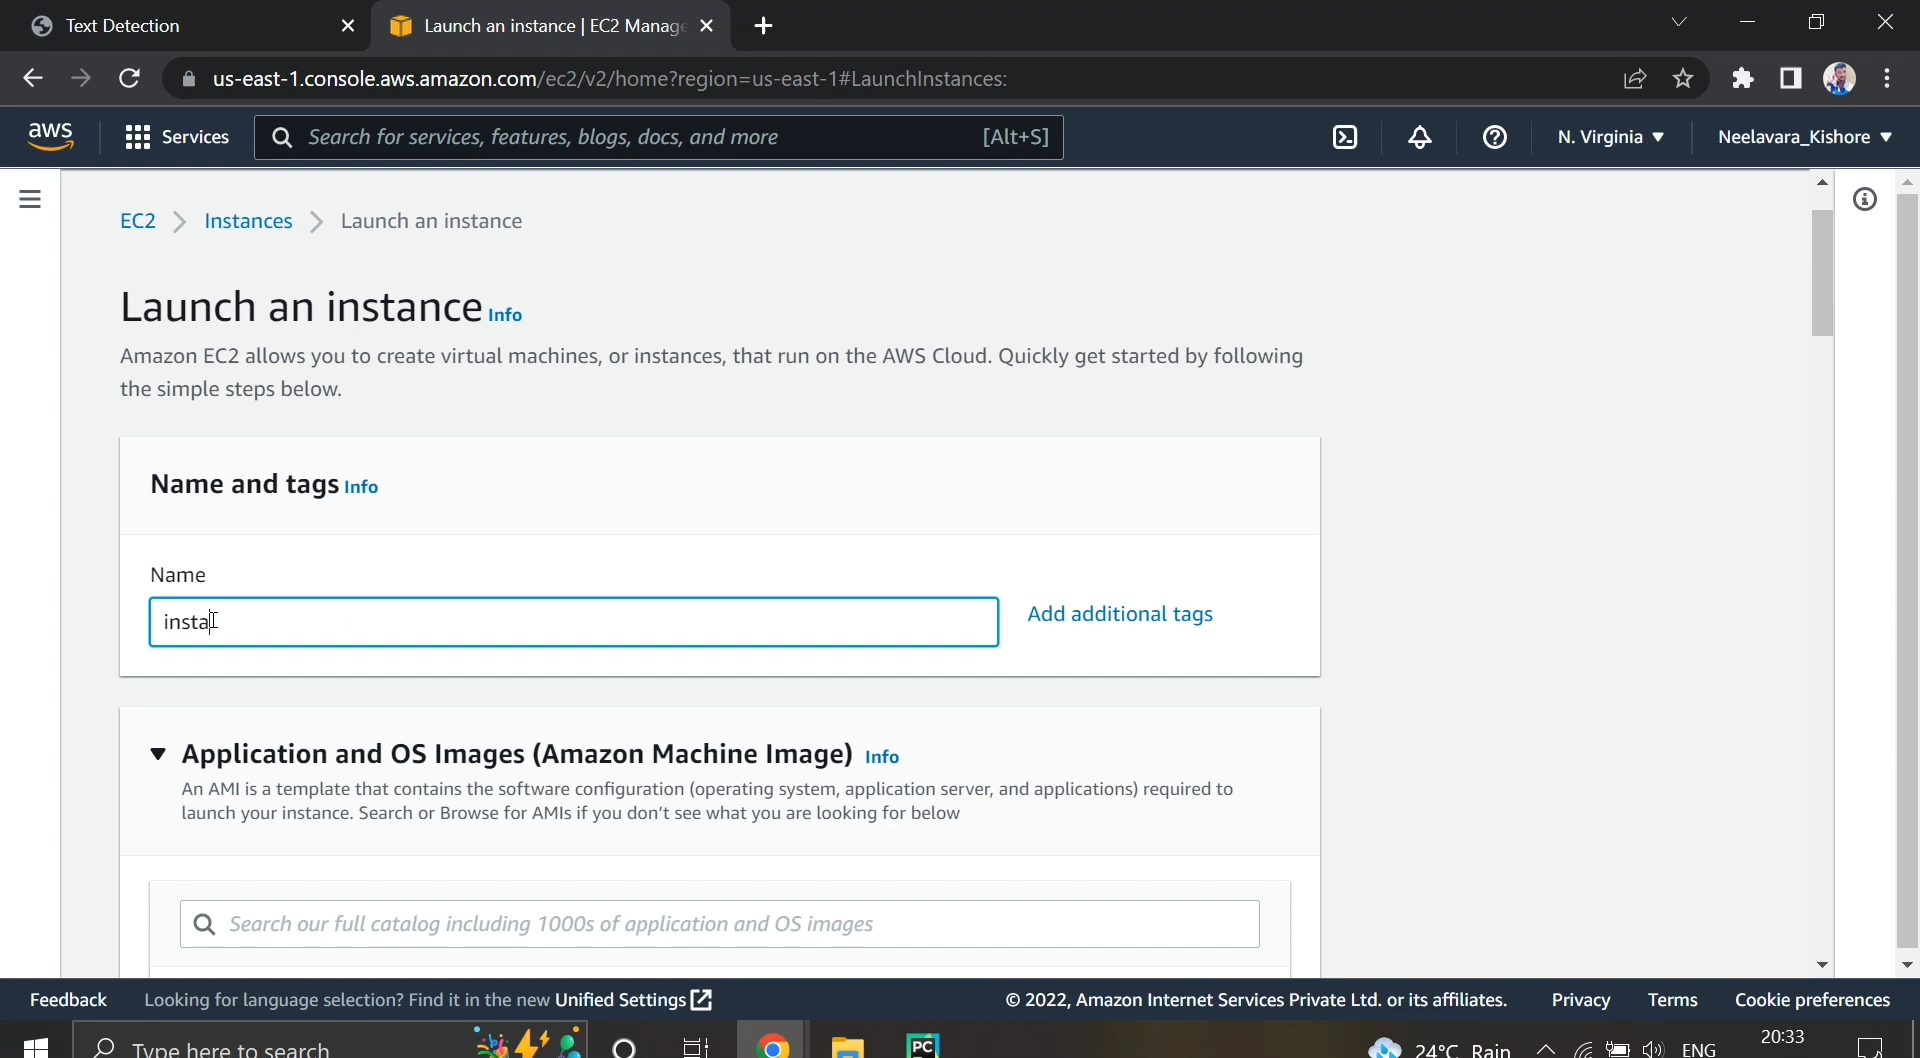 Text Detection
Launch an instance | EC2 Manage
us-east-1.console.aws.amazon.com/ec2/v2/home?region=us-east-1#LaunchInstances:
aws
Services
Search for services, features, blogs, docs, and more
[Alt+S]
N. Virginia
Neelavara_Kishore
EC2
Instances
Launch an instance
Launch an instance Info
Amazon EC2 allows you to create virtual machines, or instances, that run on the AWS Cloud. Quickly get started by following
the simple steps below.
Name and tags Info
Name
insta
Add additional tags
Application and OS Images (Amazon Machine Image) Info
An AMI is a template that contains the software configuration (operating system, application server, and applications) required to
launch your instance. Search or Browse for AMIs if you don't see what you are looking for below
Search our full catalog including 1000s of application and OS images
Feedback
Looking for language selection? Find it in the new Unified Settings
© 2022, Amazon Internet Services Private Ltd. or its affiliates.
Privacy
Terms
Cookie preferences
Type here to search
PC
24°C Rain
ENG
20:33